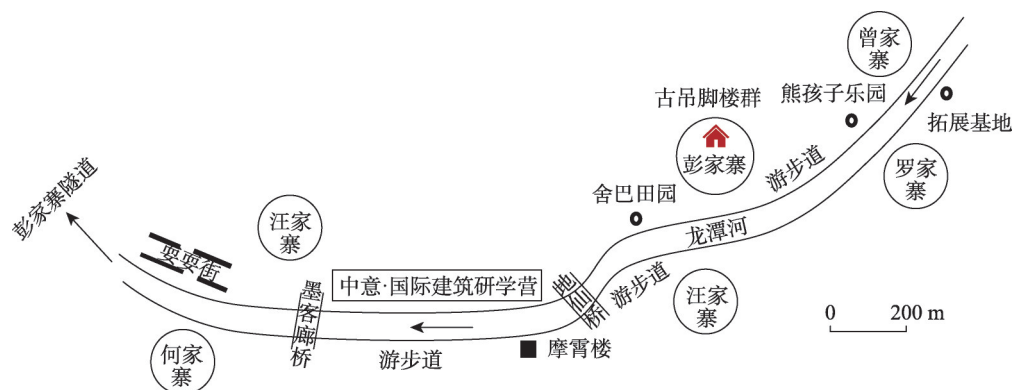 曾家
寨
古吊脚楼群
熊孩子乐园
拓展基地
彭家寨
游步道
罗家
寨
舍巴田园
龙潭河
彭家寨隧道
汪家
寨
耍耍街
中意·国际建筑研学营
地仙桥
游步道
汪家
寨
墨客廊桥
0 200 m
何家
寨
游步道
摩霄楼